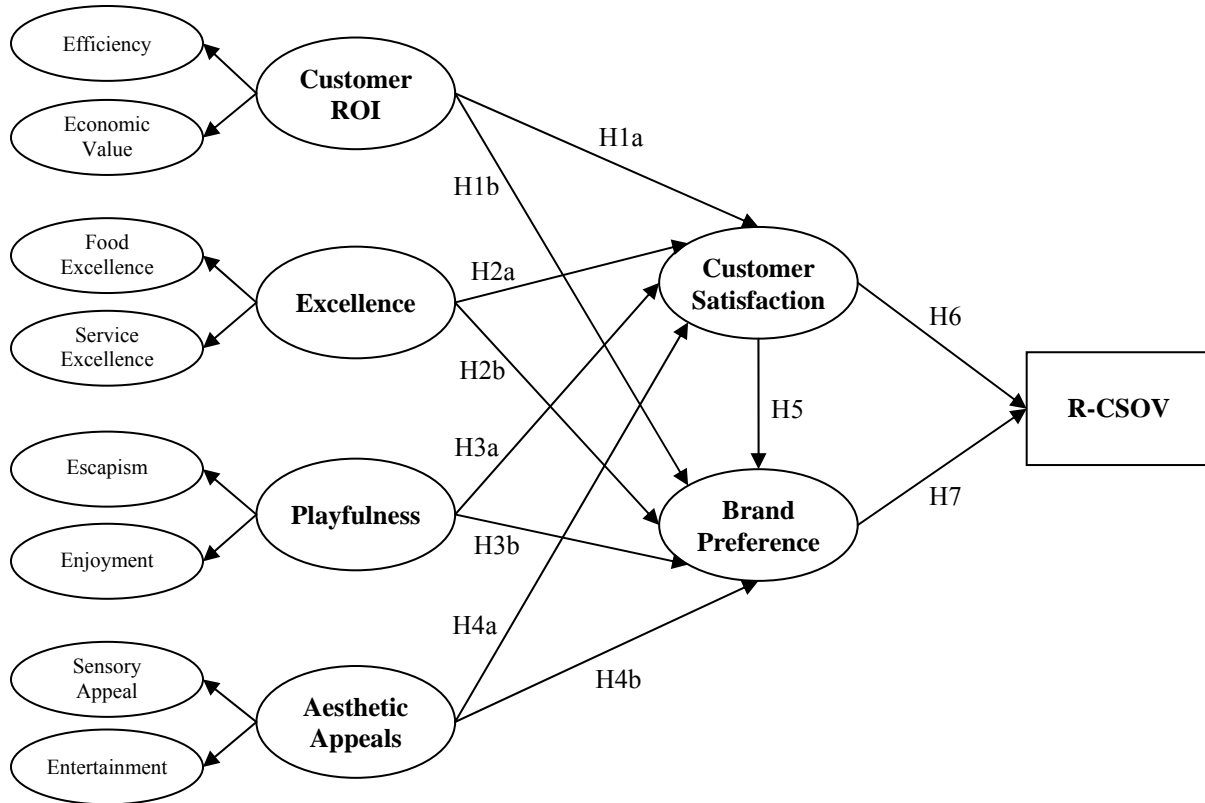 Efficiency
Customer
ROI
Economic
Value
H1a
H1b
Food
Excellence
Excellence
Service
Excellence
H2a
H2b
Customer
Satisfaction
H6
R-CSOV
H5
H7
Escapism
Playfulness
Enjoyment
H3a
H3b
Brand
Preference
Sensory
Appeal
Aesthetic
Appeals
Entertainment
H4a
H4b